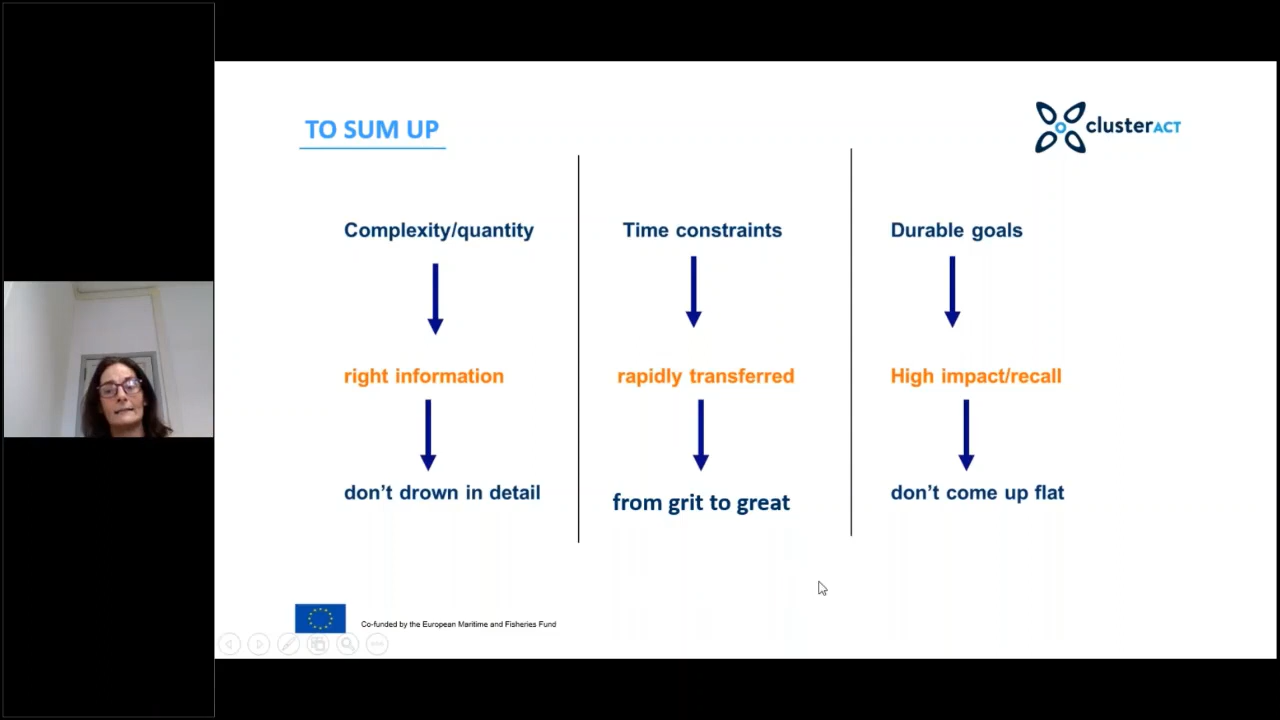 TO SUM UP
clusterACT
Complexity/quantity
Time constraints
Durable goals
right information
rapidly transferred
High impact/recall
don't drown in detail
from grit to great
don't come up flat
Co-funded by the European Maritime and Fisheries Fund